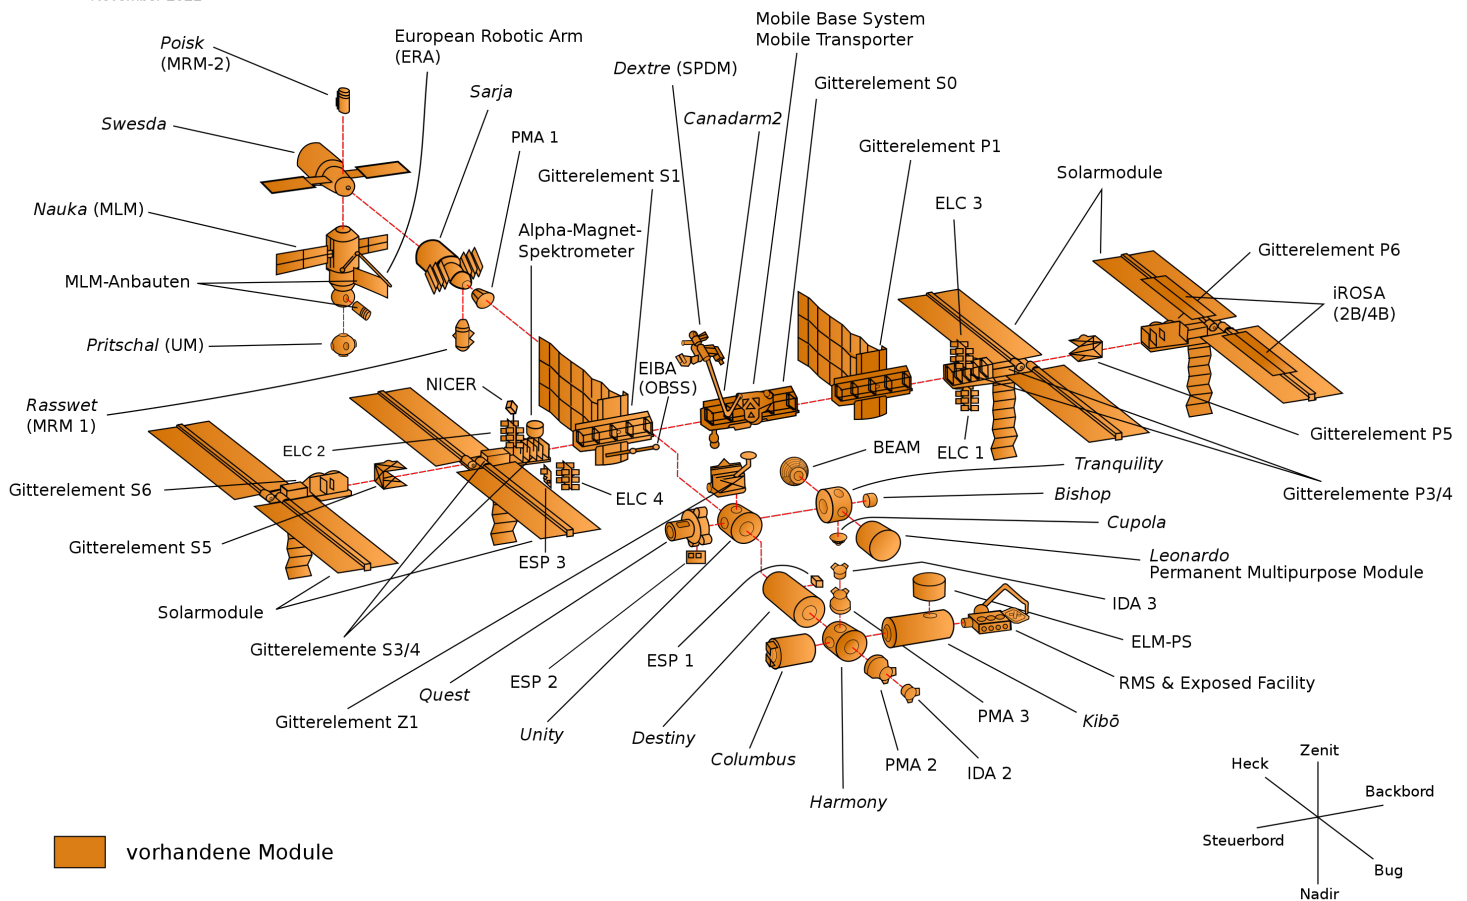 Mobile Base System
Mobile Transporter
European Robotic Arm
(ERA)
Poisk
(MRM-2)
Dextre (SPDM)
Gitterelement S0
Sarja
Canadarm2
Swesda
PMA 1
Gitterelement P1
Gitterelement S1
Solarmodule
ELC 3
Nauka (MLM)
Alpha-Magnet-
Spektrometer
Gitterelement P6
MLM-Anbauten
iROSA
(2B/4B)
Pritschal (UM)
EIBA
(OBSS)
NICER
Rasswet
(MRM 1)
Gitterelement P5
ELC 2
BEAM
ELC 1
Tranquility
Gitterelement S6
ELC 4
Bishop
Gitterelemente P3/4
Cupola
Gitterelement S5
ESP 3
Leonardo
Permanent Multipurpose Module
Solarmodule
IDA 3
ELM-PS
Gitterelemente S3/4
ESP 1
RMS & Exposed Facility
ESP 2
Quest
PMA 3
Kibō
Gitterelement Z1
Unity
Destiny
Columbus
PMA 2
IDA 2
Harmony
Zenit
Heck
Backbord
Steuerbord
Bug
Nadir
vorhandene Module